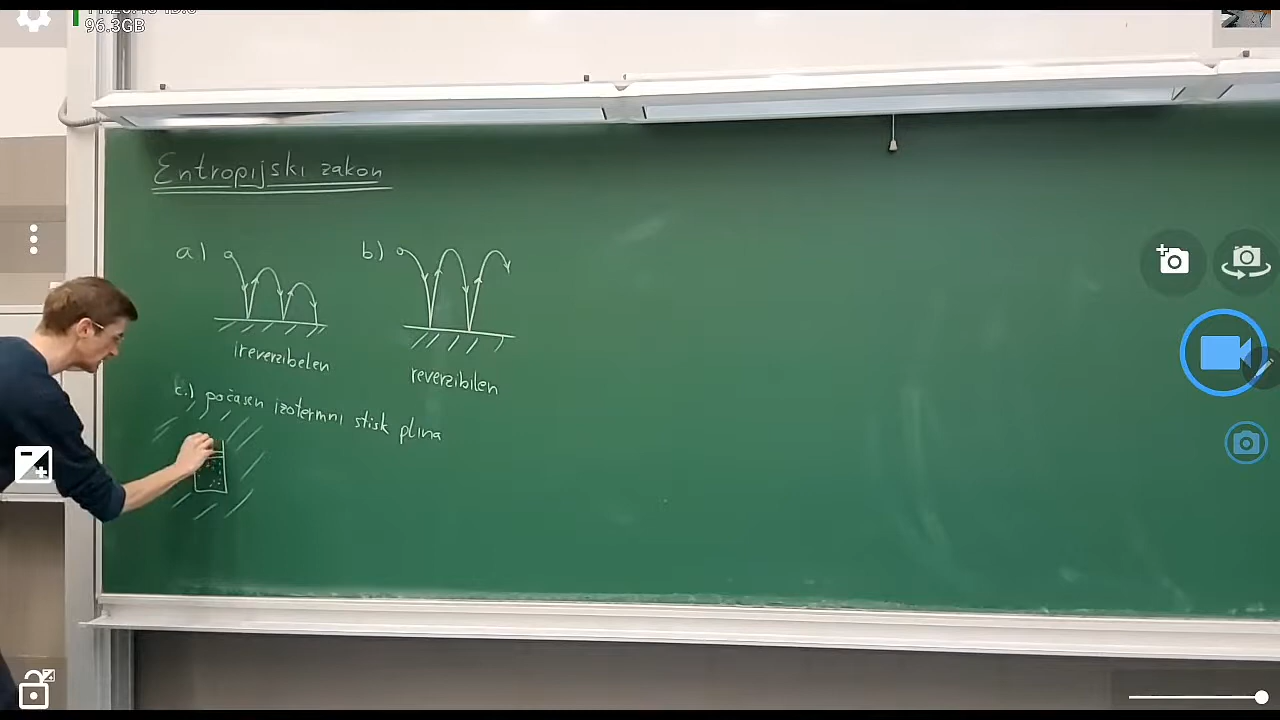 96.3GB
Entropijski zakon
a)
b)
ireverzibelen
reverzibilen
c.) počasen izotermni stisk plina